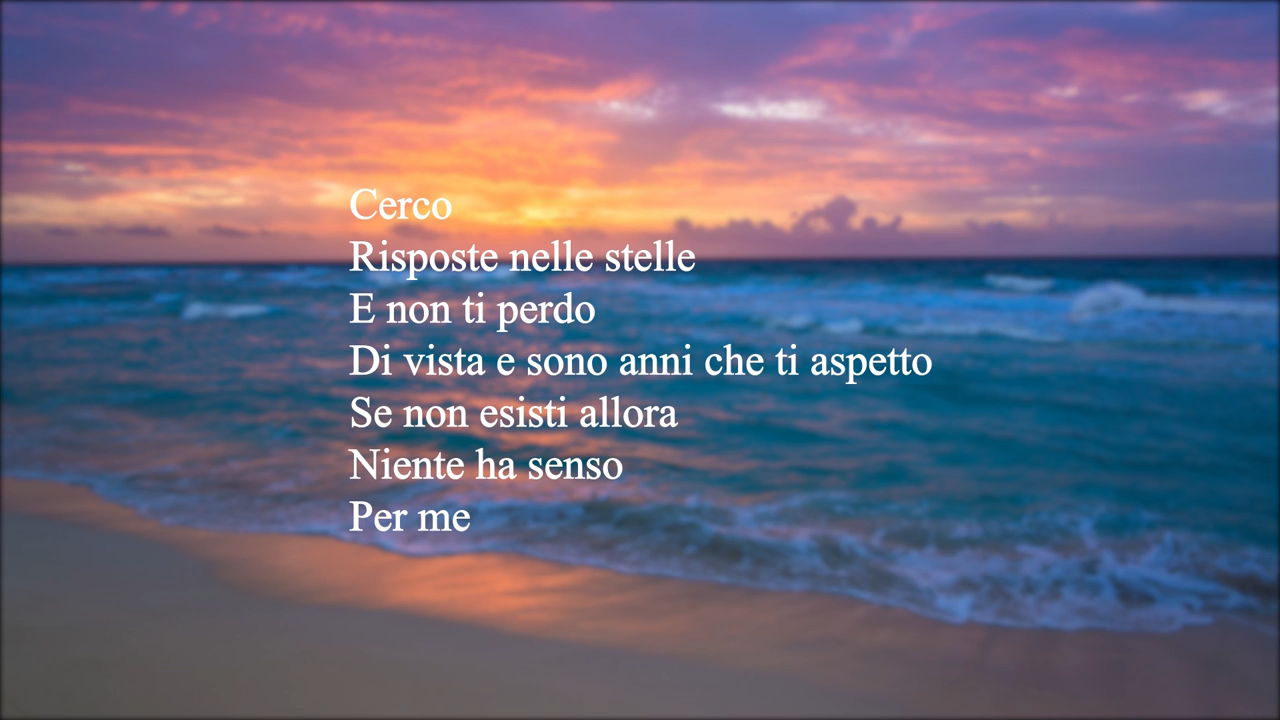 Cerco
Risposte nelle stelle
E non ti perdo
Di vista e sono anni che ti aspetto
Se non esisti allora
Niente ha senso
Per me